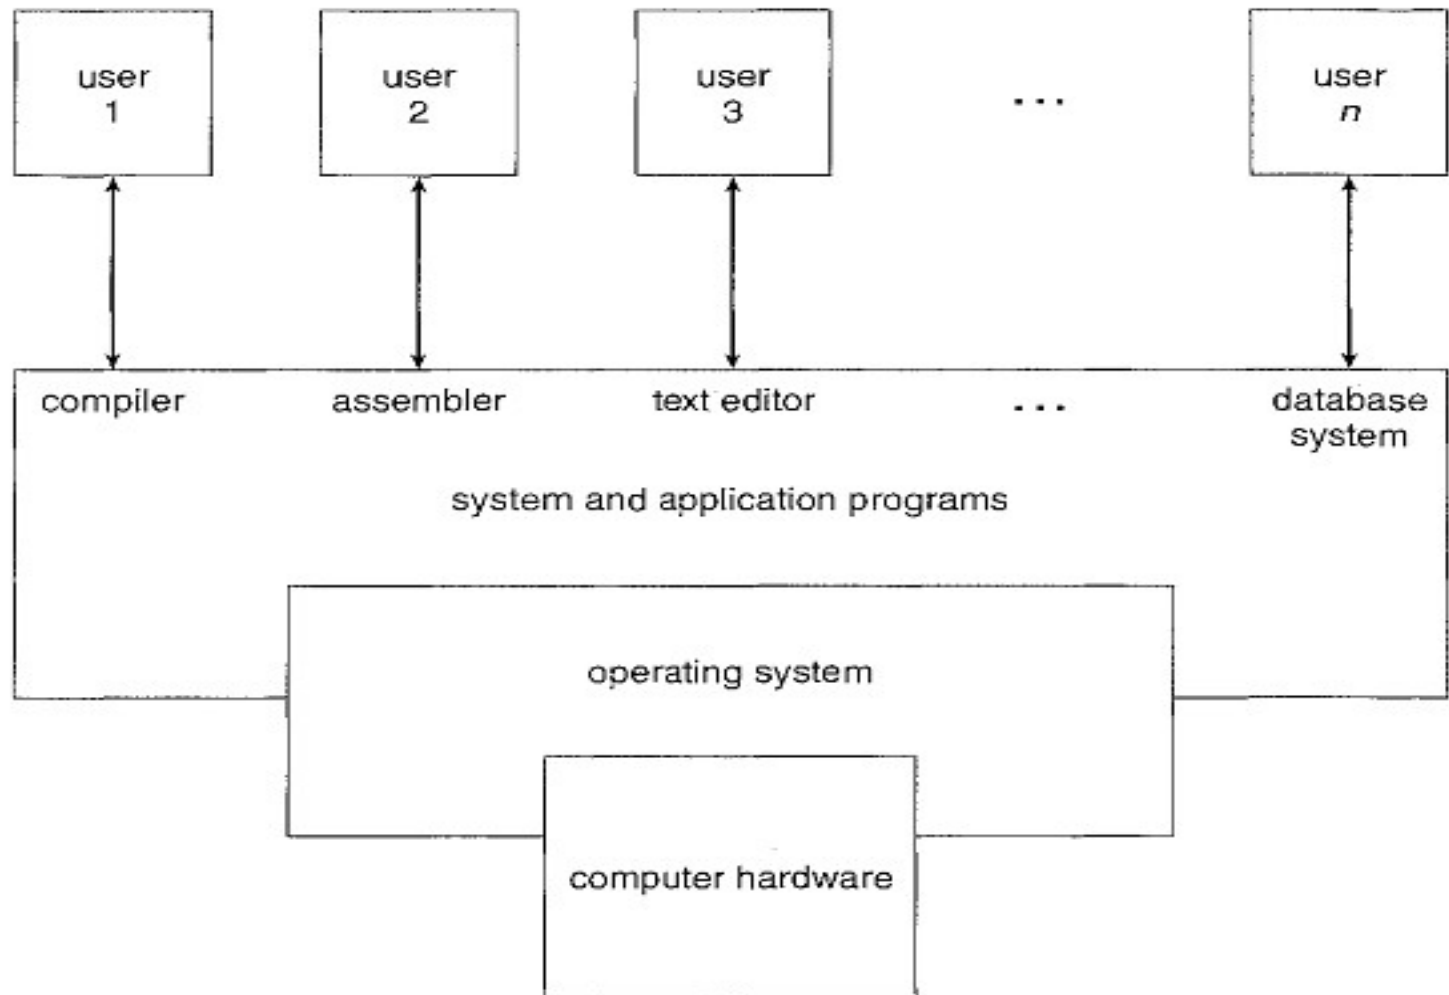 user
1
user
2
user
3
...
user
n
compiler
assembler
text editor
...
database
system
system and application programs
operating system
computer hardware